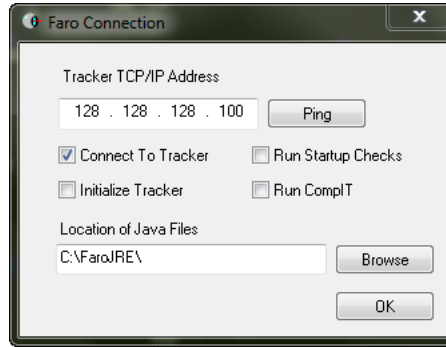 Faro Connection
Tracker TCP/IP Address
128 . 128 . 128 . 100 Ping
Connect To Tracker Run Startup Checks
Initialize Tracker Run CompIT
Location of Java Files
C:\FaroJRE\ Browse
OK